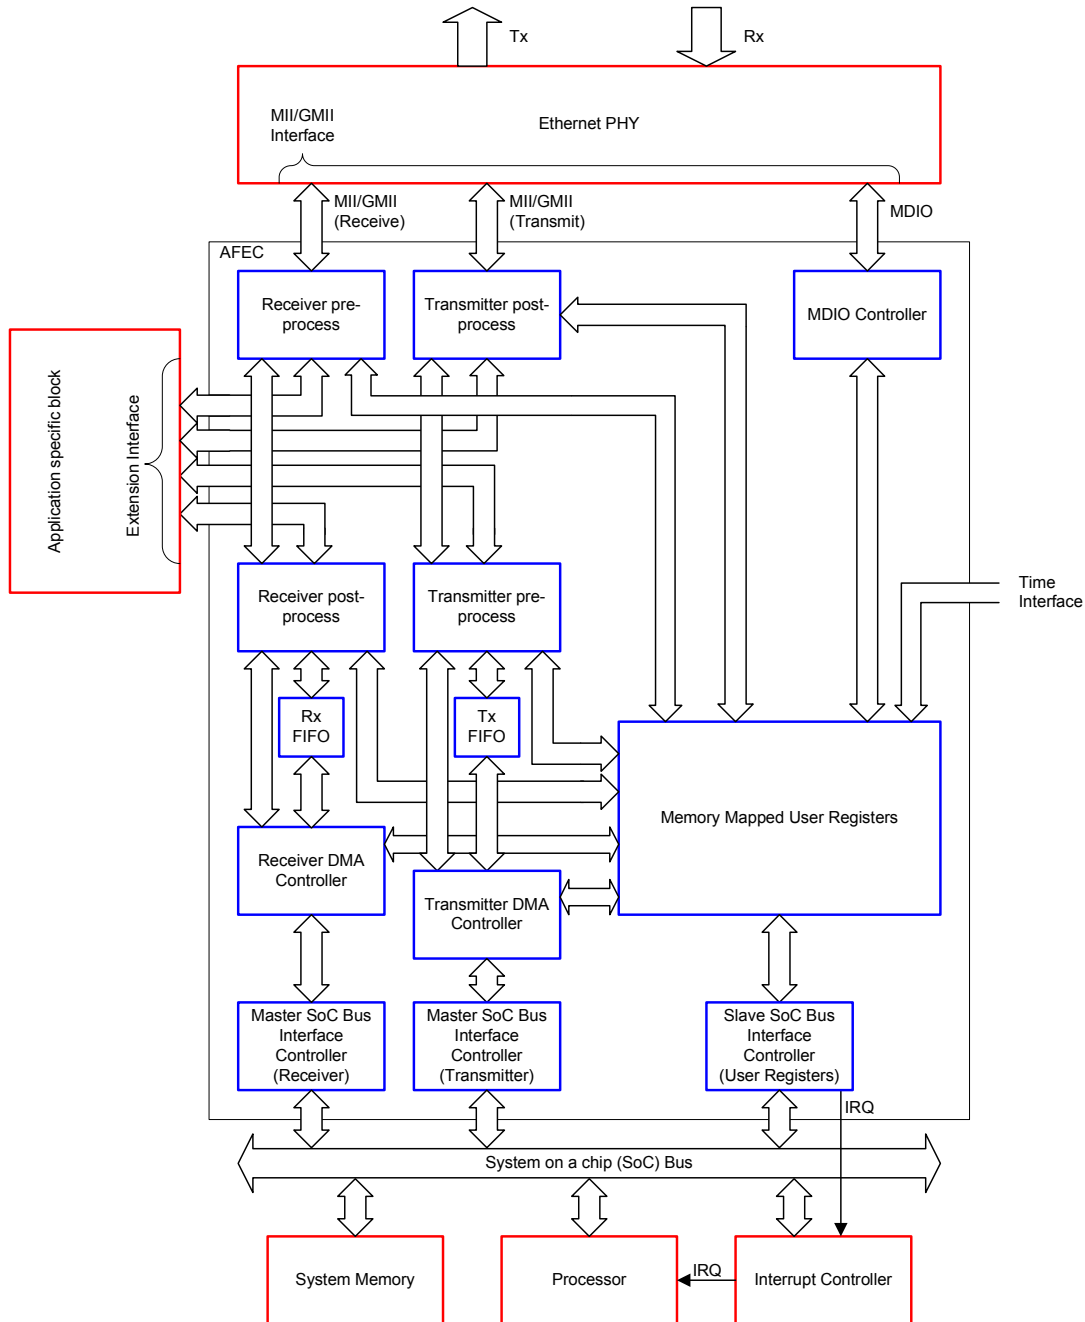 Tx
Rx
MII/GMII
Interface
Ethernet PHY
MII/GMII
(Receive)
MII/GMII
(Transmit)
MDIO
AFEC
Receiver pre-
process
Transmitter post-
process
MDIO Controller
Application specific block
Extension Interface
Receiver post-
process
Transmitter pre-
process
Time
Interface
Rx
FIFO
Tx
FIFO
Memory Mapped User Registers
Receiver DMA
Controller
Transmitter DMA
Controller
Master SoC Bus
Interface
Controller
(Receiver)
Master SoC Bus
Interface
Controller
(Transmitter)
Slave SoC Bus
Interface
Controller
(User Registers)
IRQ
System on a chip (SoC) Bus
System Memory
Processor
IRQ
Interrupt Controller